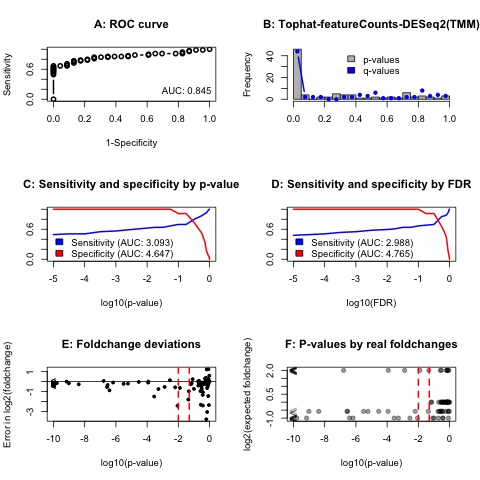 A: ROC curve
Sensitivity
0.6
0.0
AUC: 0.845
0.0 0.2 0.4 0.6 0.8 1.0
1-Specificity
B: Tophat-featureCounts-DESeq2(TMM)
Frequency
40
20
0
p-values
q-values
0.0 0.2 0.4 0.6 0.8 1.0
C: Sensitivity and specificity by p-value
0.6
0.0
Sensitivity (AUC: 3.093)
Specificity (AUC: 4.647)
-5 -4 -3 -2 -1 0
log10(p-value)
D: Sensitivity and specificity by FDR
0.6
0.0
Sensitivity (AUC: 2.988)
Specificity (AUC: 4.765)
-5 -4 -3 -2 -1 0
log10(FDR)
E: Foldchange deviations
Error in log2(foldchange)
1
-1
-3
-10 -8 -6 -4 -2 0
log10(p-value)
F: P-values by real foldchanges
log2(expected foldchange)
2.0
0.5
-1.0
-10 -8 -6 -4 -2 0
log10(p-value)